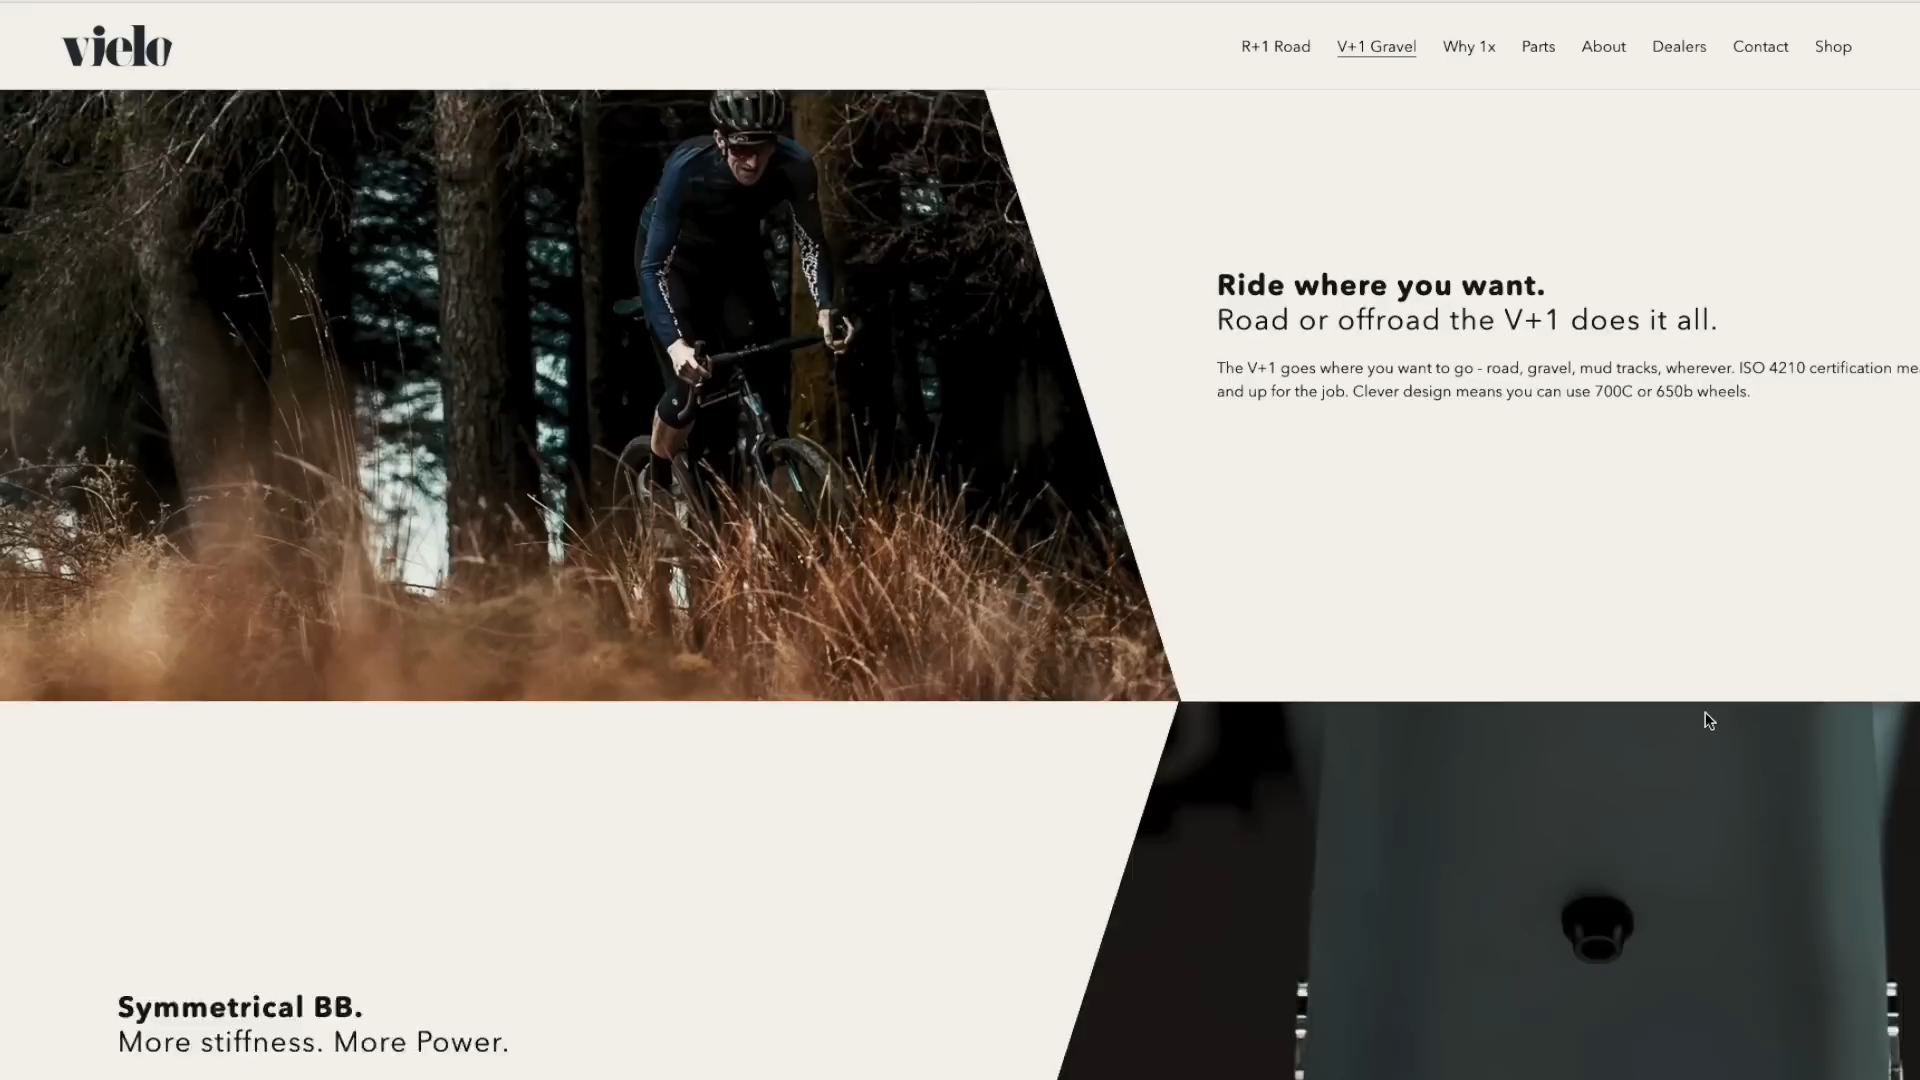 vielo
R+1 Road
V+1 Gravel
Why 1x
Parts
About
Dealers
Contact
Shop
Ride where you want.
Road or offroad the V+1 does it all.
The V+1 goes where you want to go - road, gravel, mud tracks, wherever. ISO 4210 certification me
and up for the job. Clever design means you can use 700C or 650b wheels.
Symmetrical BB.
More stiffness. More Power.